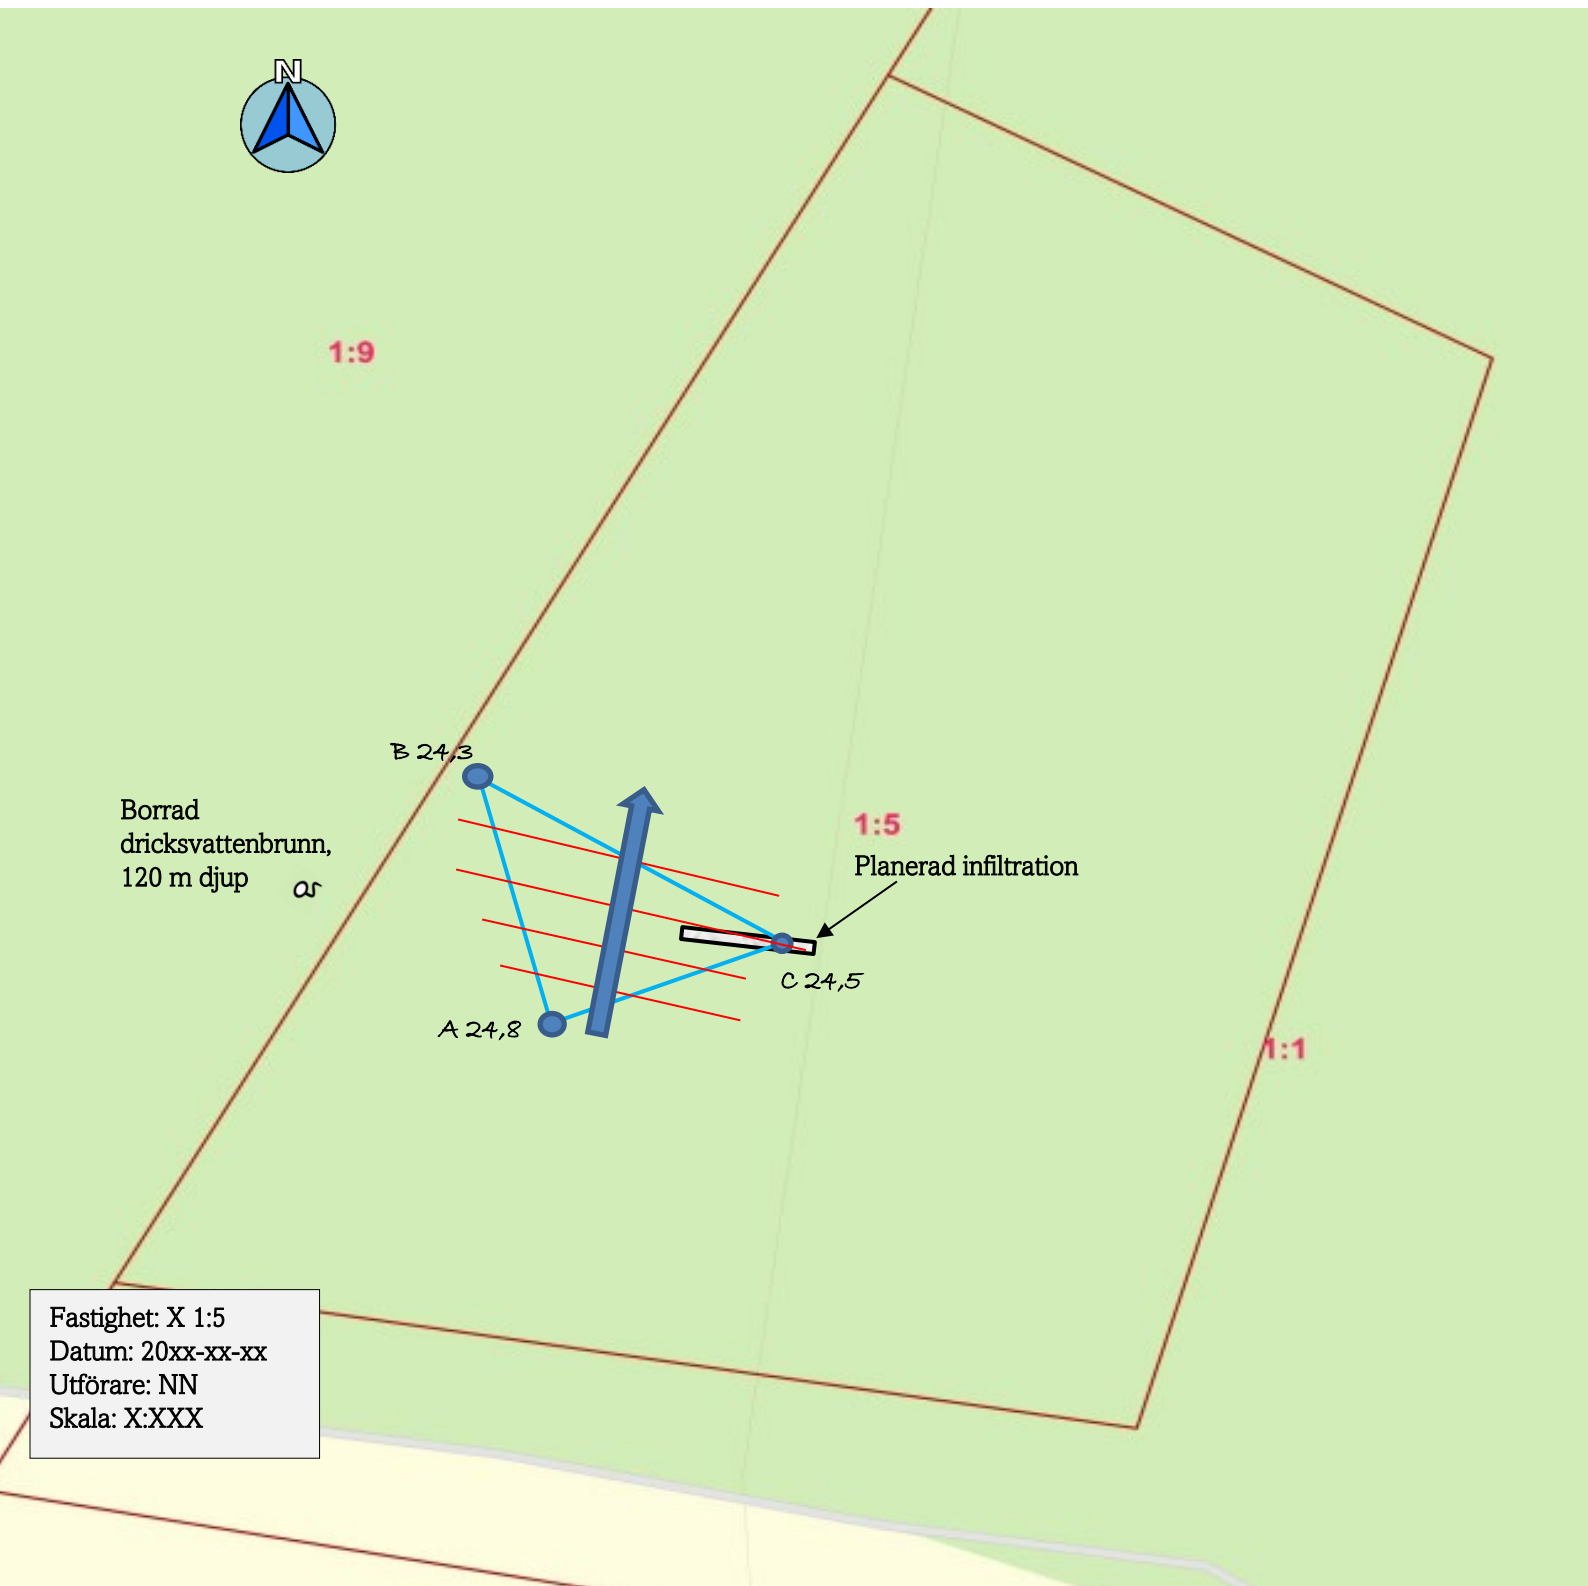 N
1:9
B 24,3
Borrad
dricksvattenbrunn,
120 m djup
1:5
Planerad infiltration
C 24,5
A 24,8
1:1
Fastighet: X 1:5
Datum: 20xx-xx-xx
Utförare: NN
Skala: X:XXX